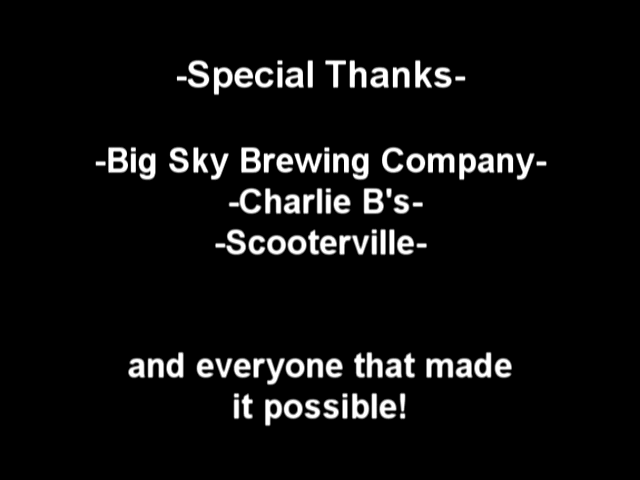 -Special Thanks-
-Big Sky Brewing Company-
-Charlie B's-
-Scooterville-
and everyone that made
it possible!